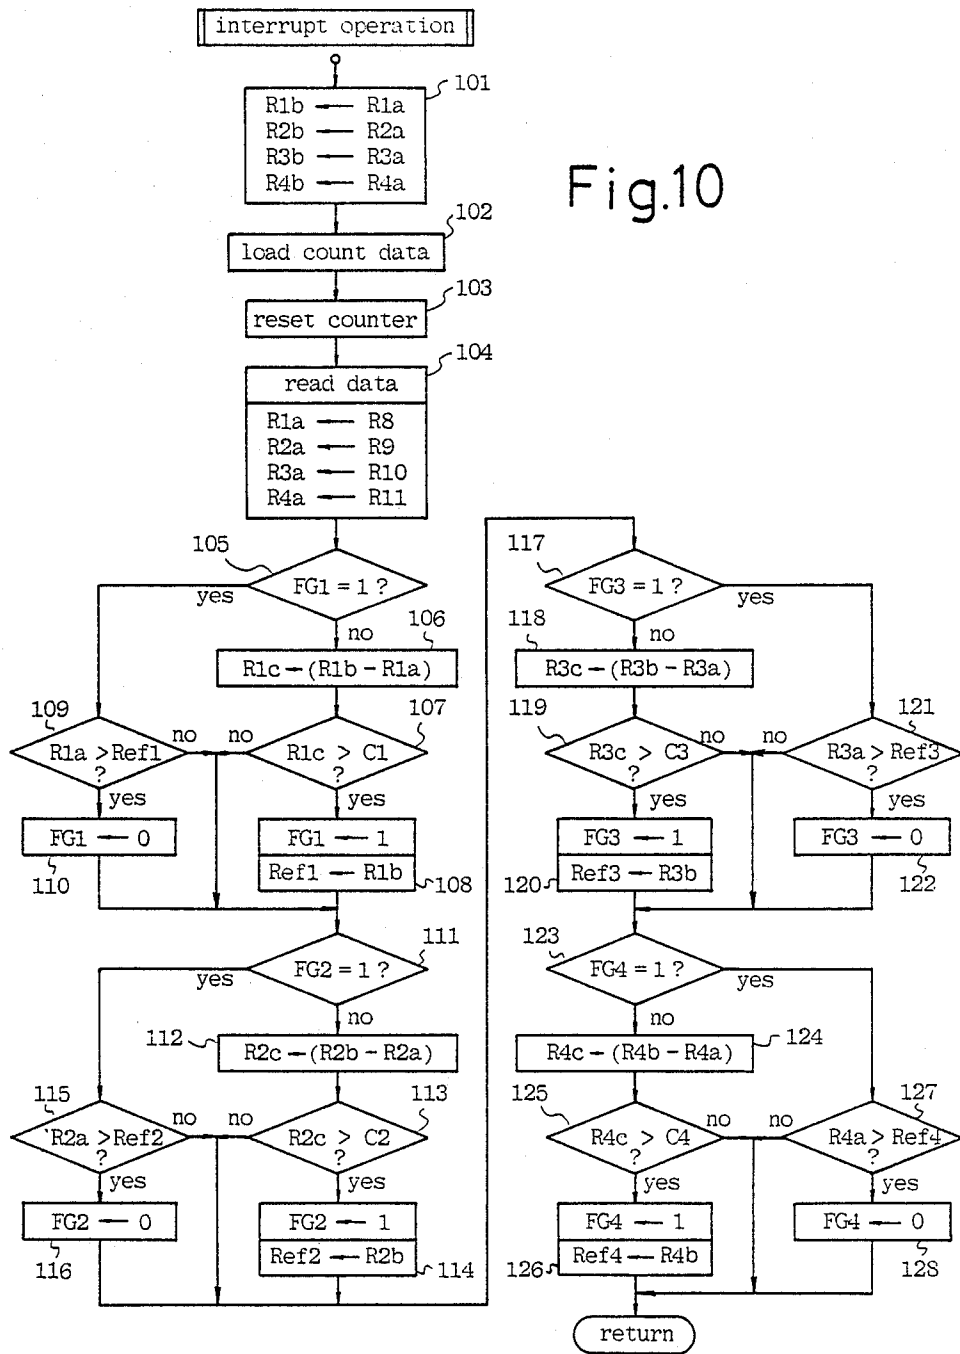 interrupt operation
101
R1b ← R1a
R2b ← R2a
R3b ← R3a
R4b ← R4a
Fig.10
102
load count data
103
reset counter
104
read data
R1a ← R8
R2a ← R9
R3a ← R10
R4a ← R11
105
FG1 = 1 ?
yes
no
106
R1c ← (R1b - R1a)
109
R1a > Ref1
?
no
yes
107
R1c > C1
?
no
yes
FG1 ← 0
110
FG1 ← 1
Ref1 ← R1b
108
111
FG2 = 1 ?
yes
no
112
R2c ← (R2b - R2a)
115
R2a > Ref2
?
no
yes
113
R2c > C2
?
no
yes
FG2 ← 0
116
FG2 ← 1
Ref2 ← R2b
114
117
FG3 = 1 ?
yes
no
118
R3c ← (R3b - R3a)
119
R3c > C3
?
no
yes
121
R3a > Ref3
?
no
yes
FG3 ← 1
Ref3 ← R3b
120
FG3 ← 0
122
123
FG4 = 1 ?
yes
no
124
R4c ← (R4b - R4a)
125
R4c > C4
?
no
yes
127
R4a > Ref4
?
no
yes
FG4 ← 1
Ref4 ← R4b
126
FG4 ← 0
128
return